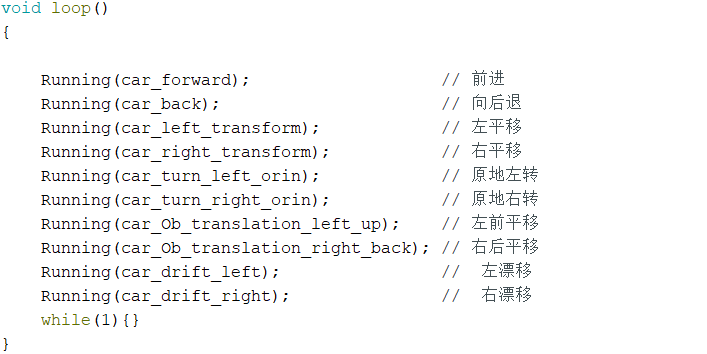 void loop()
{
Running(car_forward); // 前进
Running(car_back); // 向后退
Running(car_left_transform); // 左平移
Running(car_right_transform); // 右平移
Running(car_turn_left_orin); // 原地左转
Running(car_turn_right_orin); // 原地右转
Running(car_Ob_translation_left_up); // 左前平移
Running(car_Ob_translation_right_back); // 右后平移
Running(car_drift_left); // 左漂移
Running(car_drift_right); // 右漂移
while(1){}
}